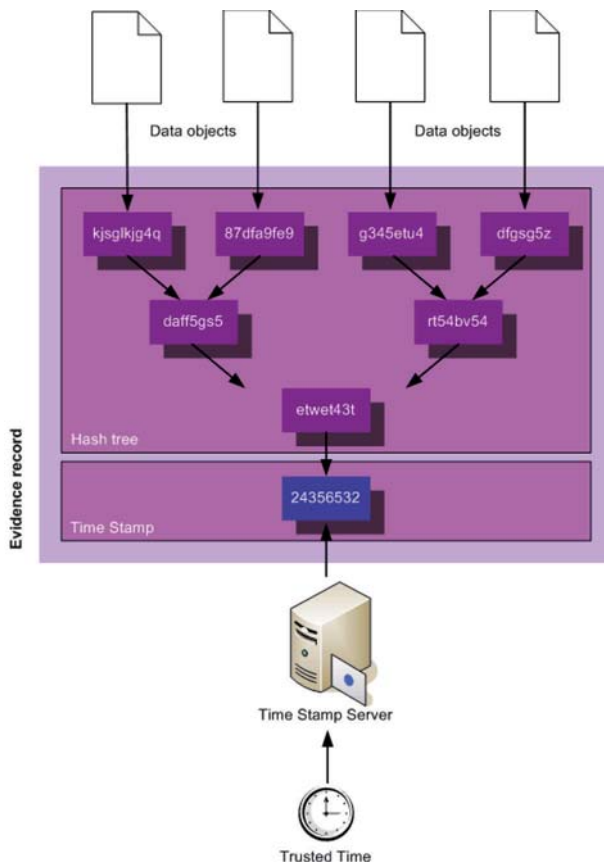 Data objects
Data objects
kjsglkjg4q
87dfa9fe9
g345etu4
dfgsg5z
daff5gs5
rt54bv54
etwet43t
Hash tree
Evidence record
24356532
Time Stamp
Time Stamp Server
Trusted Time